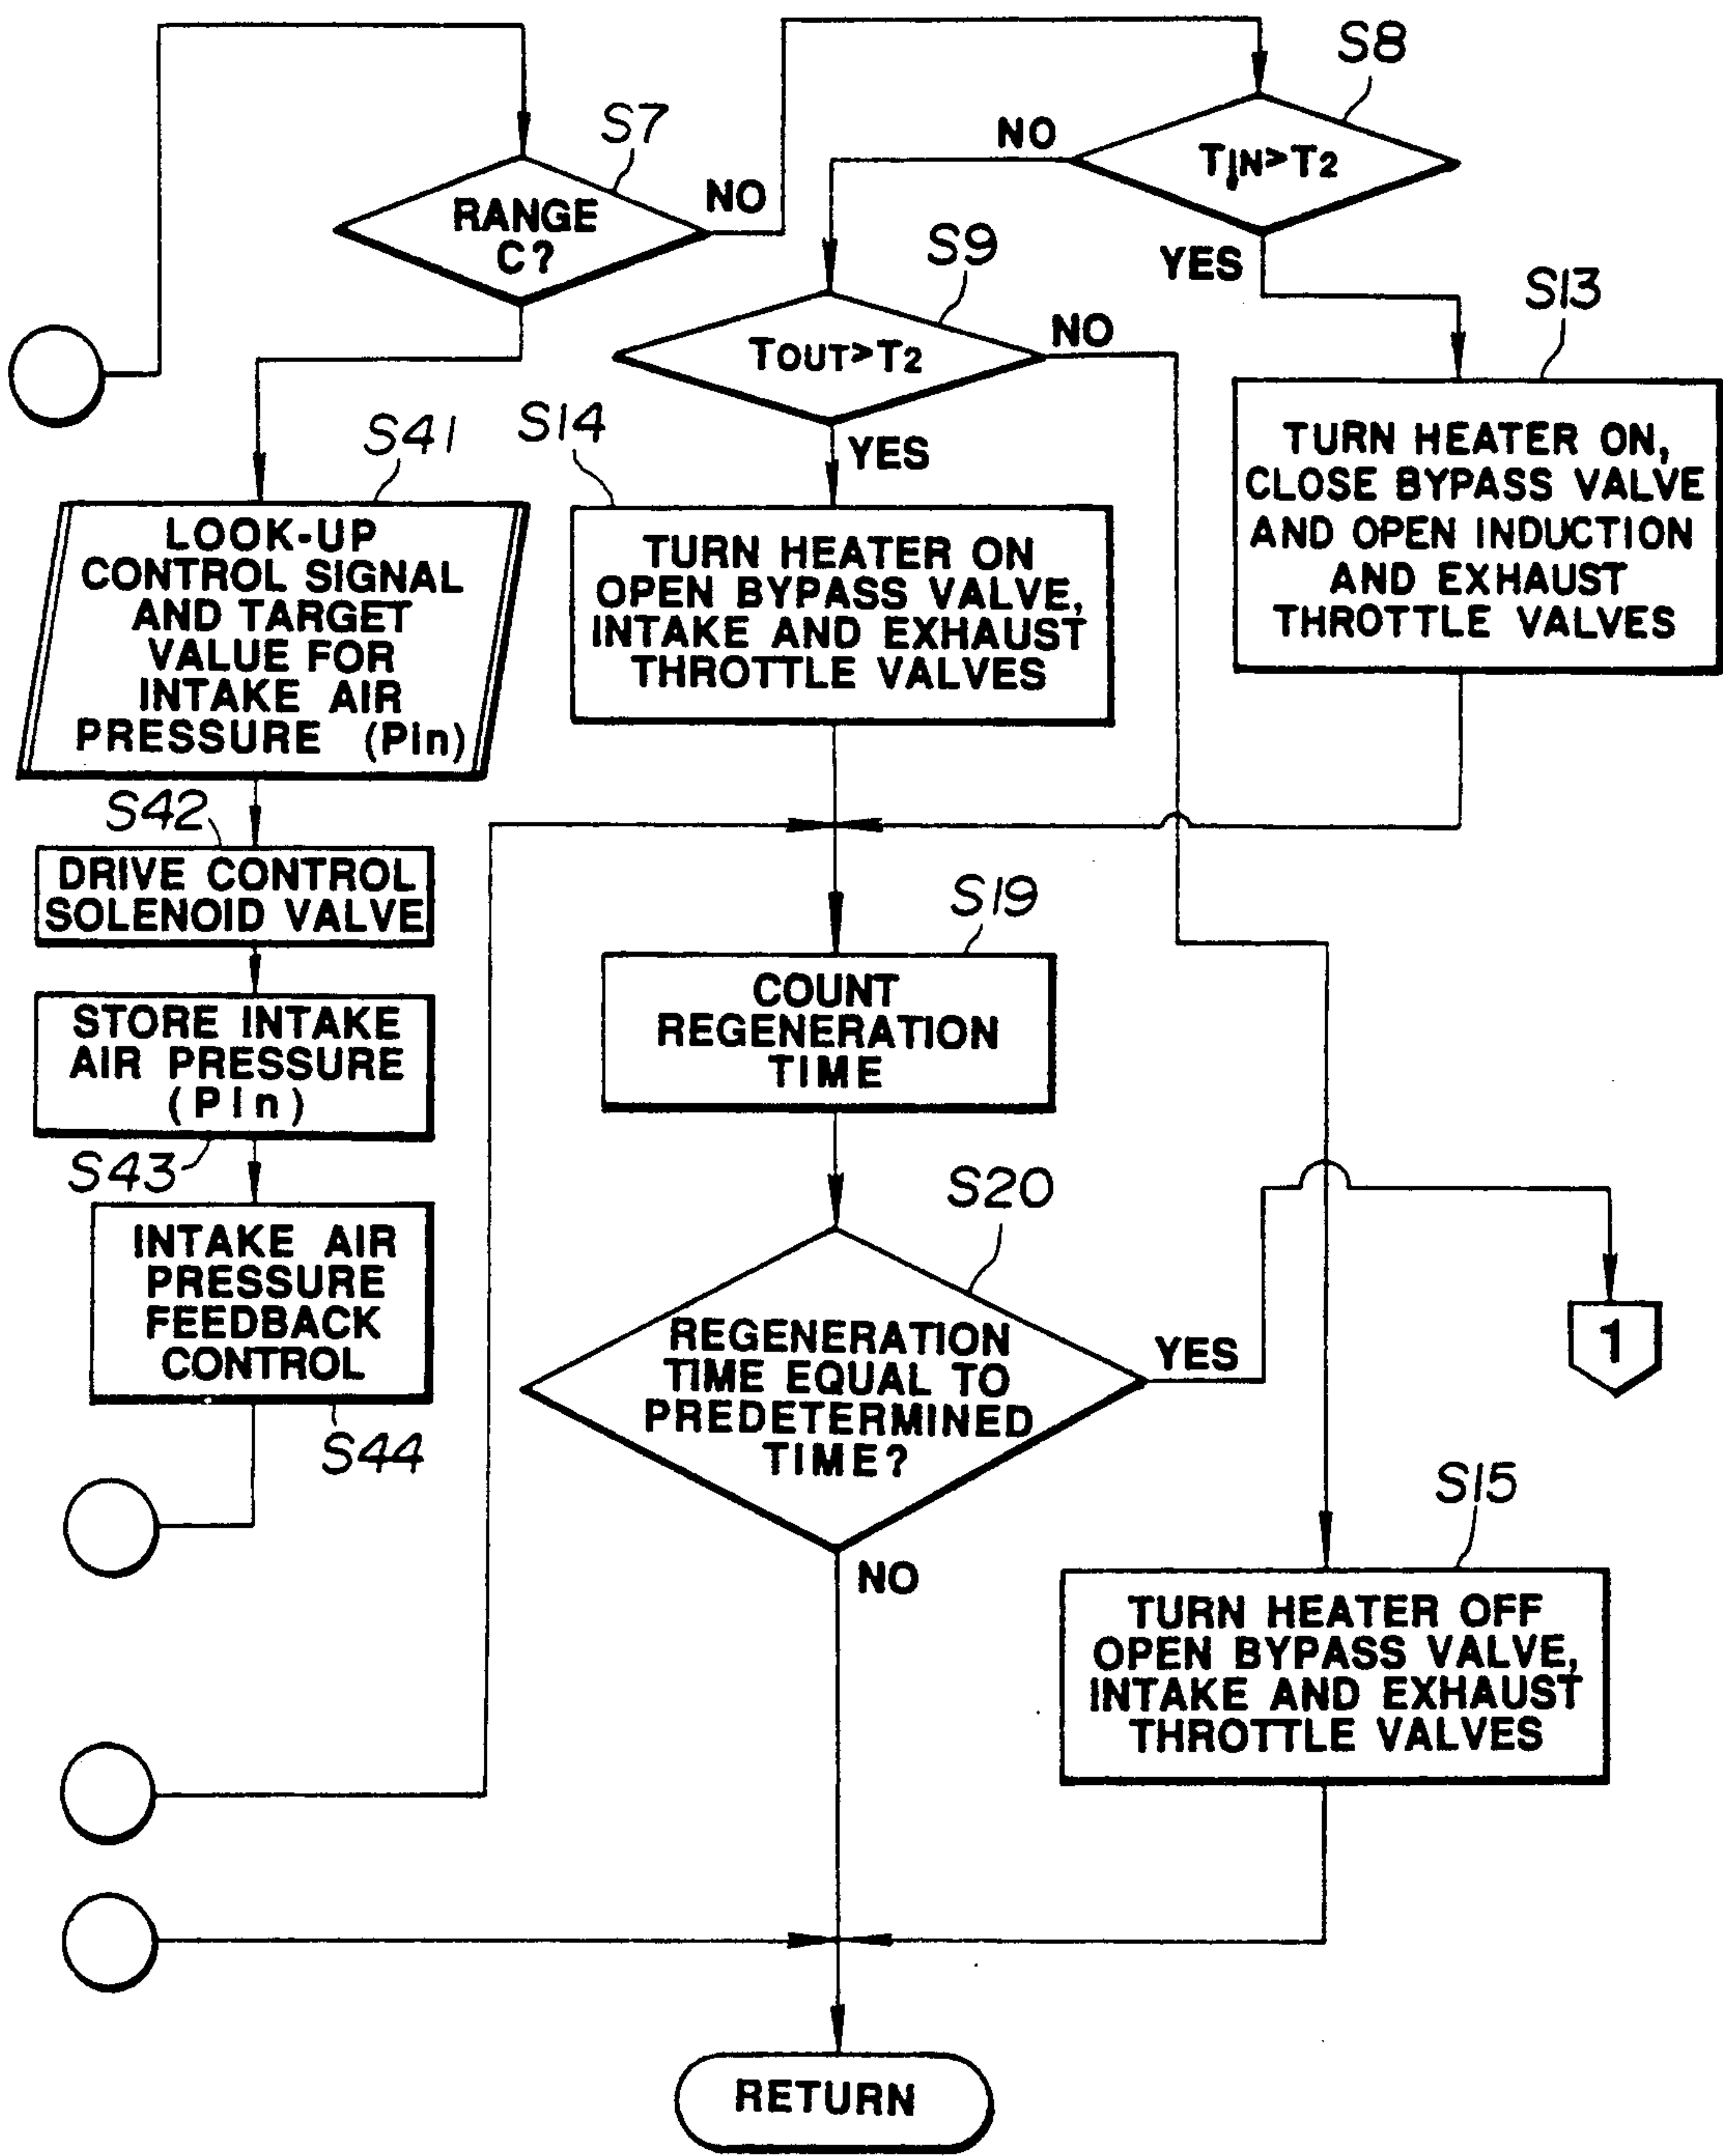 S7
RANGE
C?
NO
S8
TIN>T2
NO
YES
S9
TOUT>T2
NO
YES
S13
TURN HEATER ON,
CLOSE BYPASS VALVE
AND OPEN INDUCTION
AND EXHAUST
THROTTLE VALVES
S14
TURN HEATER ON
OPEN BYPASS VALVE,
INTAKE AND EXHAUST
THROTTLE VALVES
S41
LOOK-UP
CONTROL SIGNAL
AND TARGET
VALUE FOR
INTAKE AIR
PRESSURE (Pin)
S42
DRIVE CONTROL
SOLENOID VALVE
STORE INTAKE
AIR PRESSURE
(PIn)
S43
INTAKE AIR
PRESSURE
FEEDBACK
CONTROL
S44
S19
COUNT
REGENERATION
TIME
S20
REGENERATION
TIME EQUAL TO
PREDETERMINED
TIME?
YES
NO
1
S15
TURN HEATER OFF
OPEN BYPASS VALVE,
INTAKE AND EXHAUST
THROTTLE VALVES
RETURN